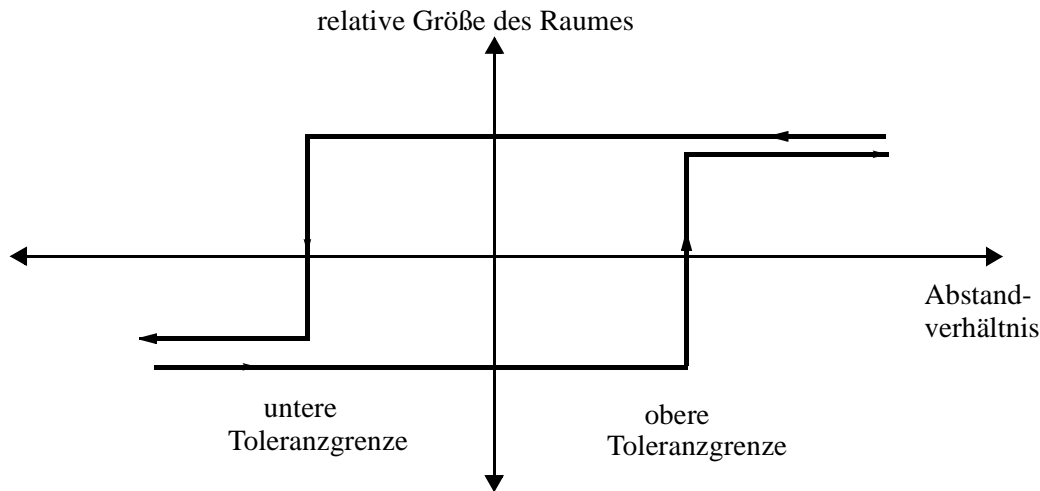 relative Größe des Raumes
Abstand-
verhältnis
untere
Toleranzgrenze
obere
Toleranzgrenze